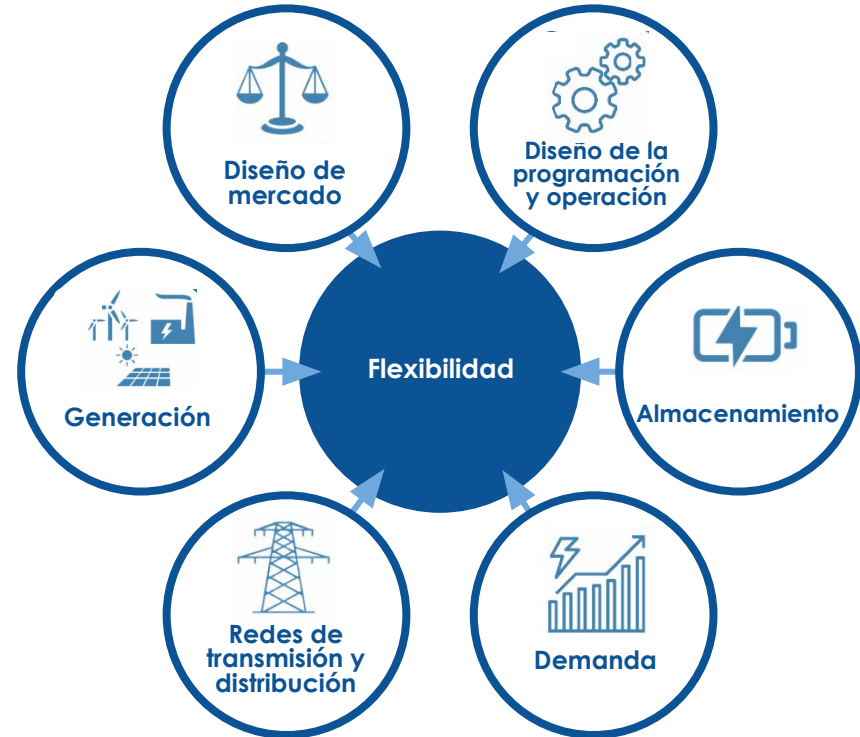 Diseño de
mercado
Diseño de la
programación
y operación
Generación
Flexibilidad
Almacenamiento
Redes de
transmisión y
distribución
Demanda